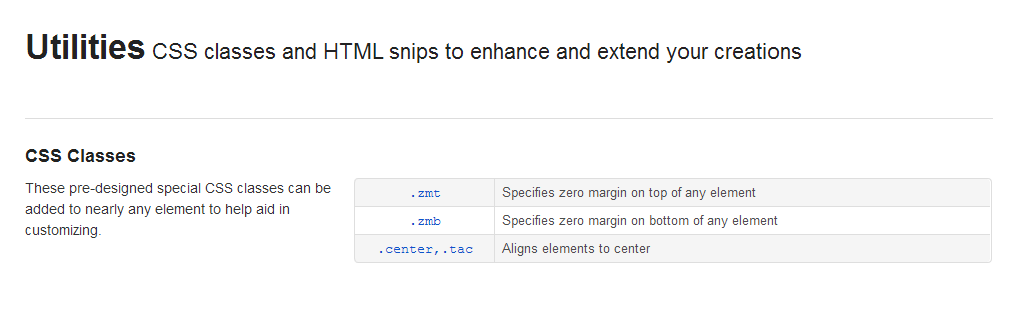 Utilities CSS classes and HTML snips to enhance and extend your creations
CSS Classes
These pre-designed special CSS classes can be
added to nearly any element to help aid in
customizing.
.zmt Specifies zero margin on top of any element
.zmb Specifies zero margin on bottom of any element
.center,.tac Aligns elements to center